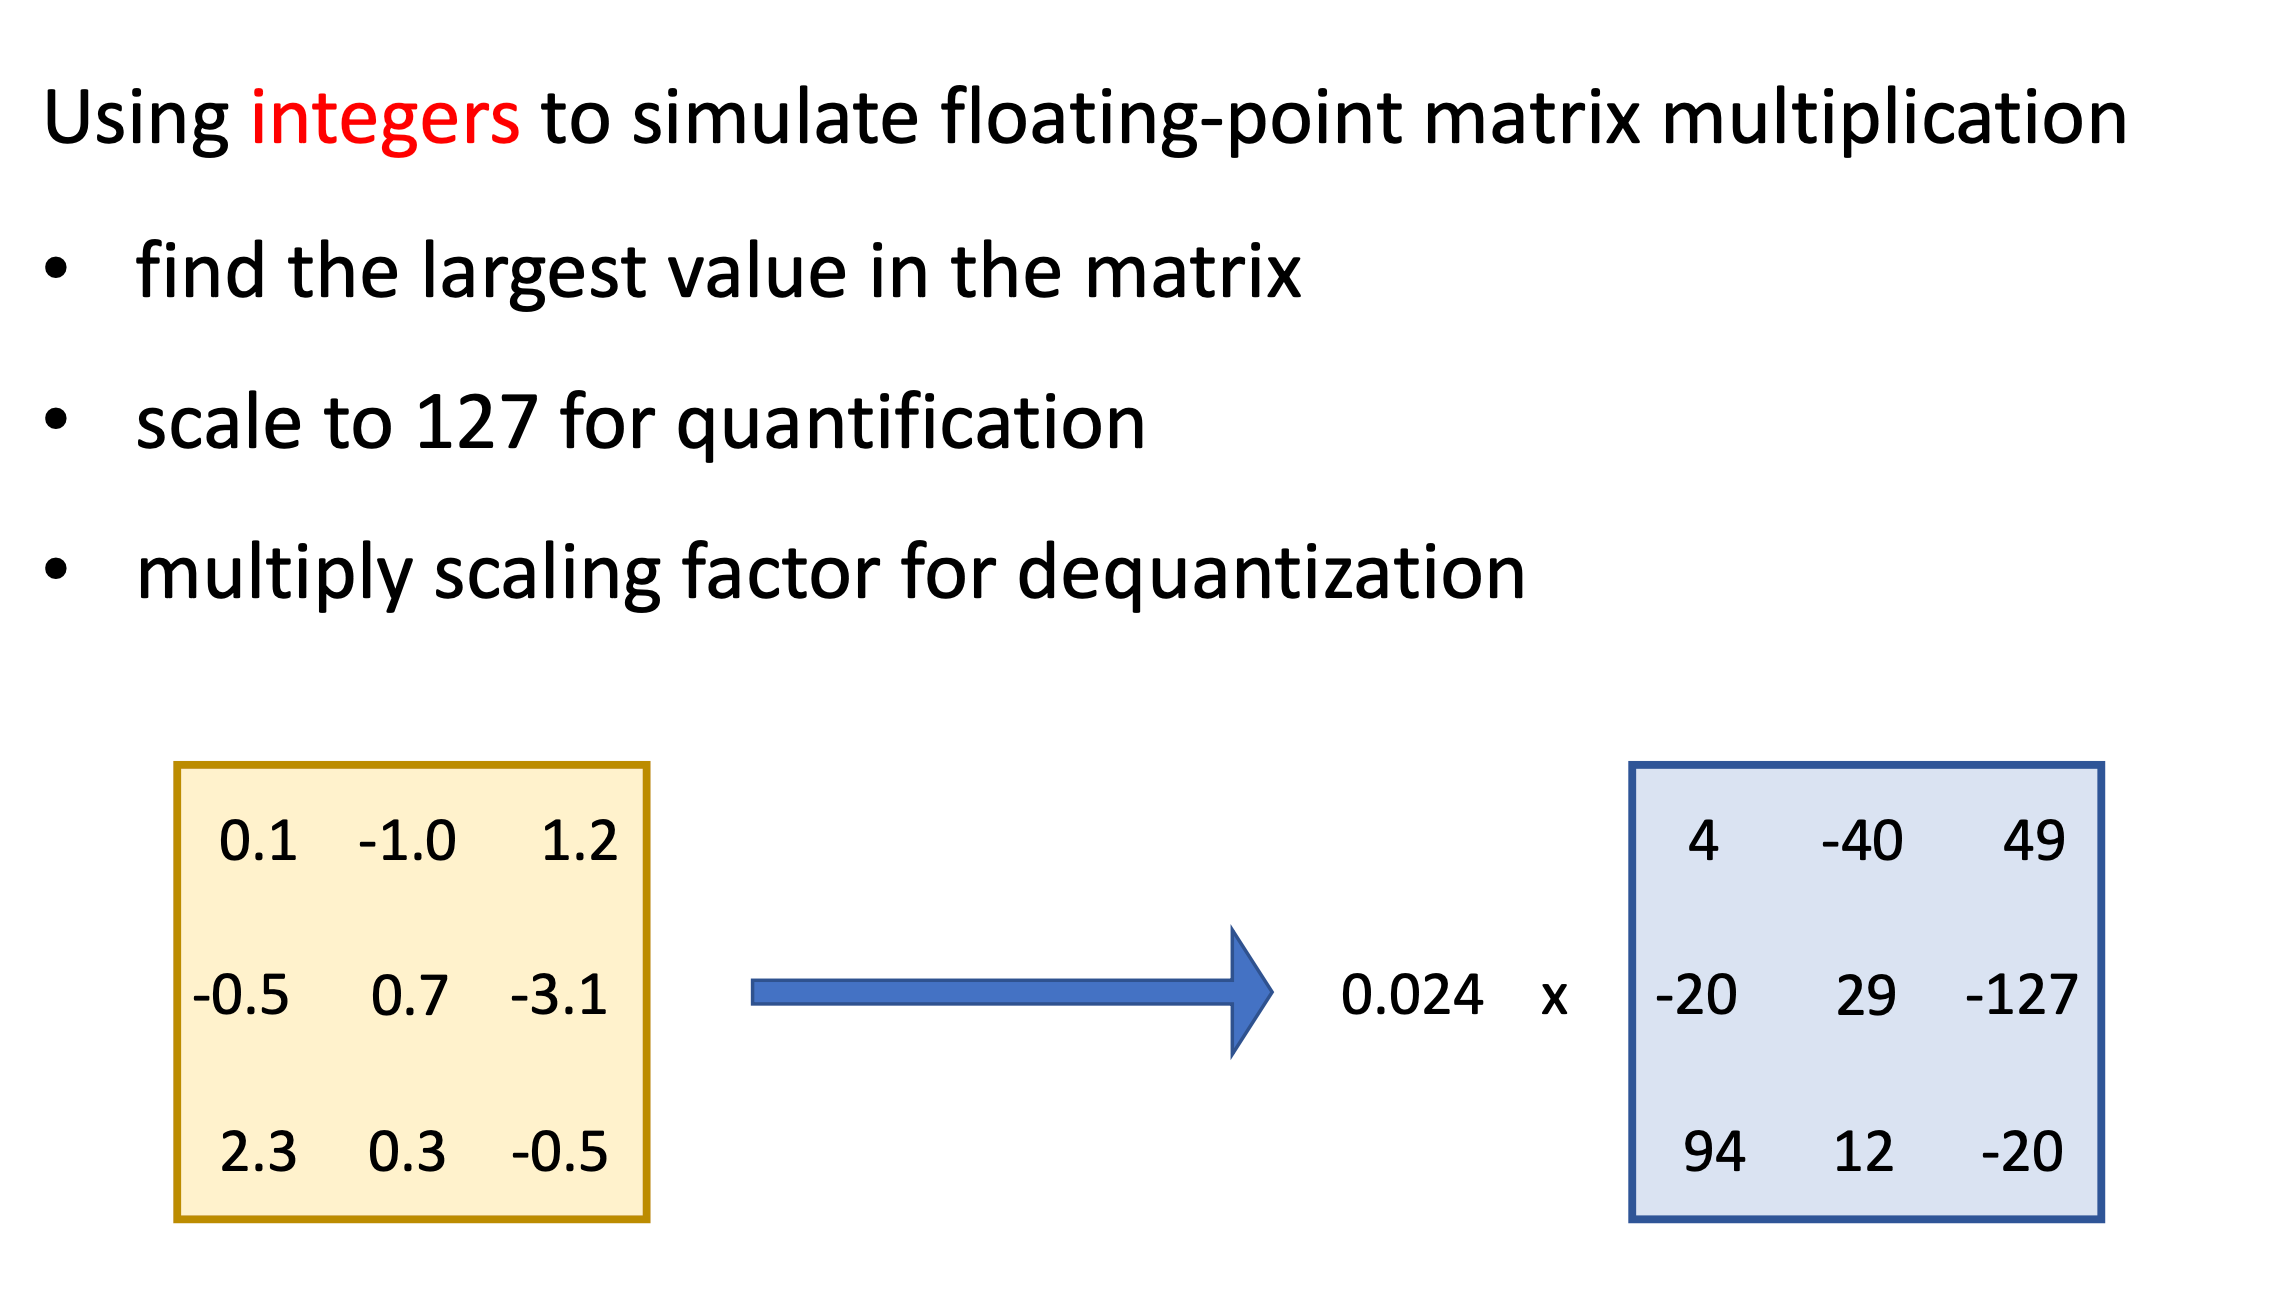 Using integers to simulate floating-point matrix multiplication
• find the largest value in the matrix
• scale to 127 for quantification
• multiply scaling factor for dequantization
0.1 -1.0 1.2
-0.5 0.7 -3.1
2.3 0.3 -0.5
0.024 x
4 -40 49
-20 29 -127
94 12 -20